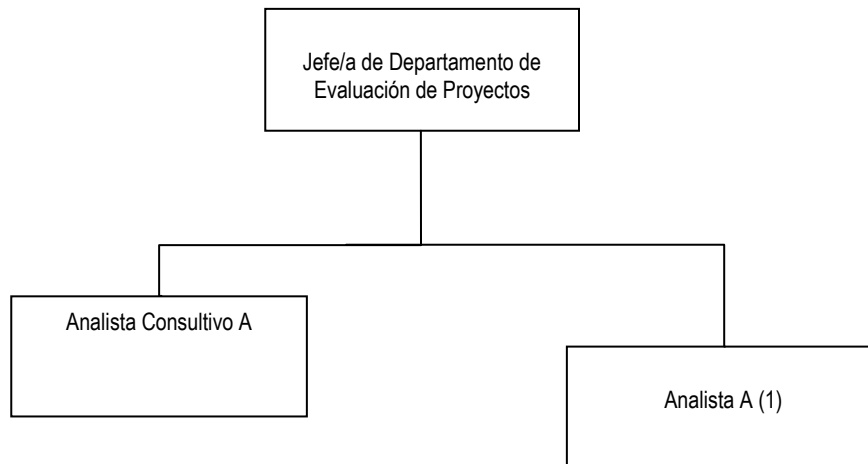 Jefe/a de Departamento de
Evaluación de Proyectos
Analista Consultivo A
Analista A (1)